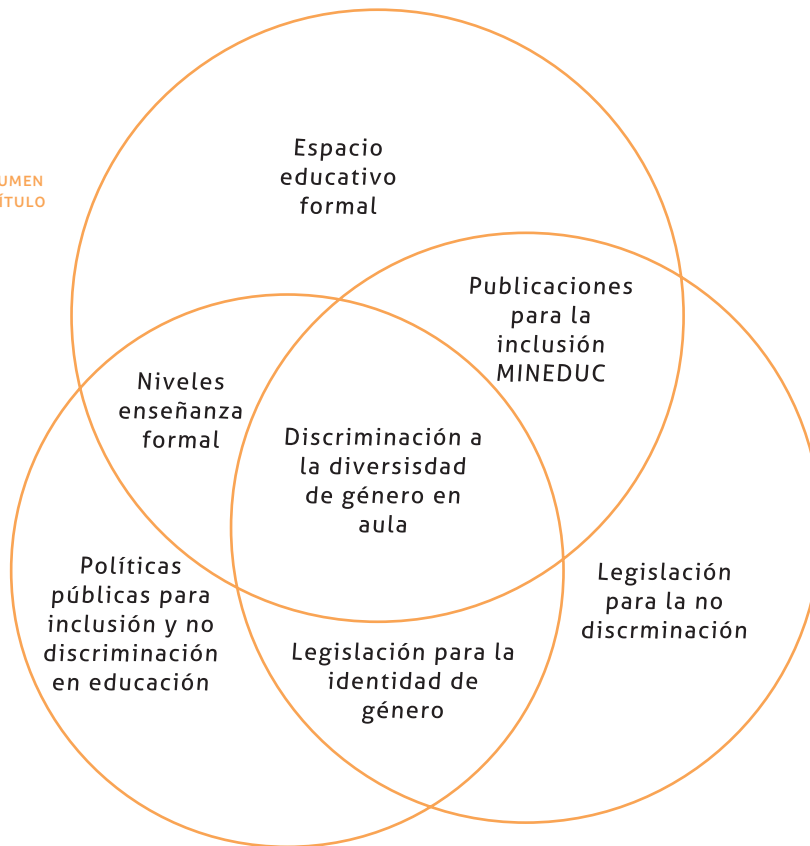 UMEN
ÍTULO
Espacio
educativo
formal
Publicaciones
para la
inclusión
MINEDUC
Niveles
enseñanza
formal
Discriminación a
la diversisdad
de género en
aula
Políticas
públicas para
inclusión y no
discriminación
en educación
Legislación
para la no
discrminación
Legislación para la
identidad de
género